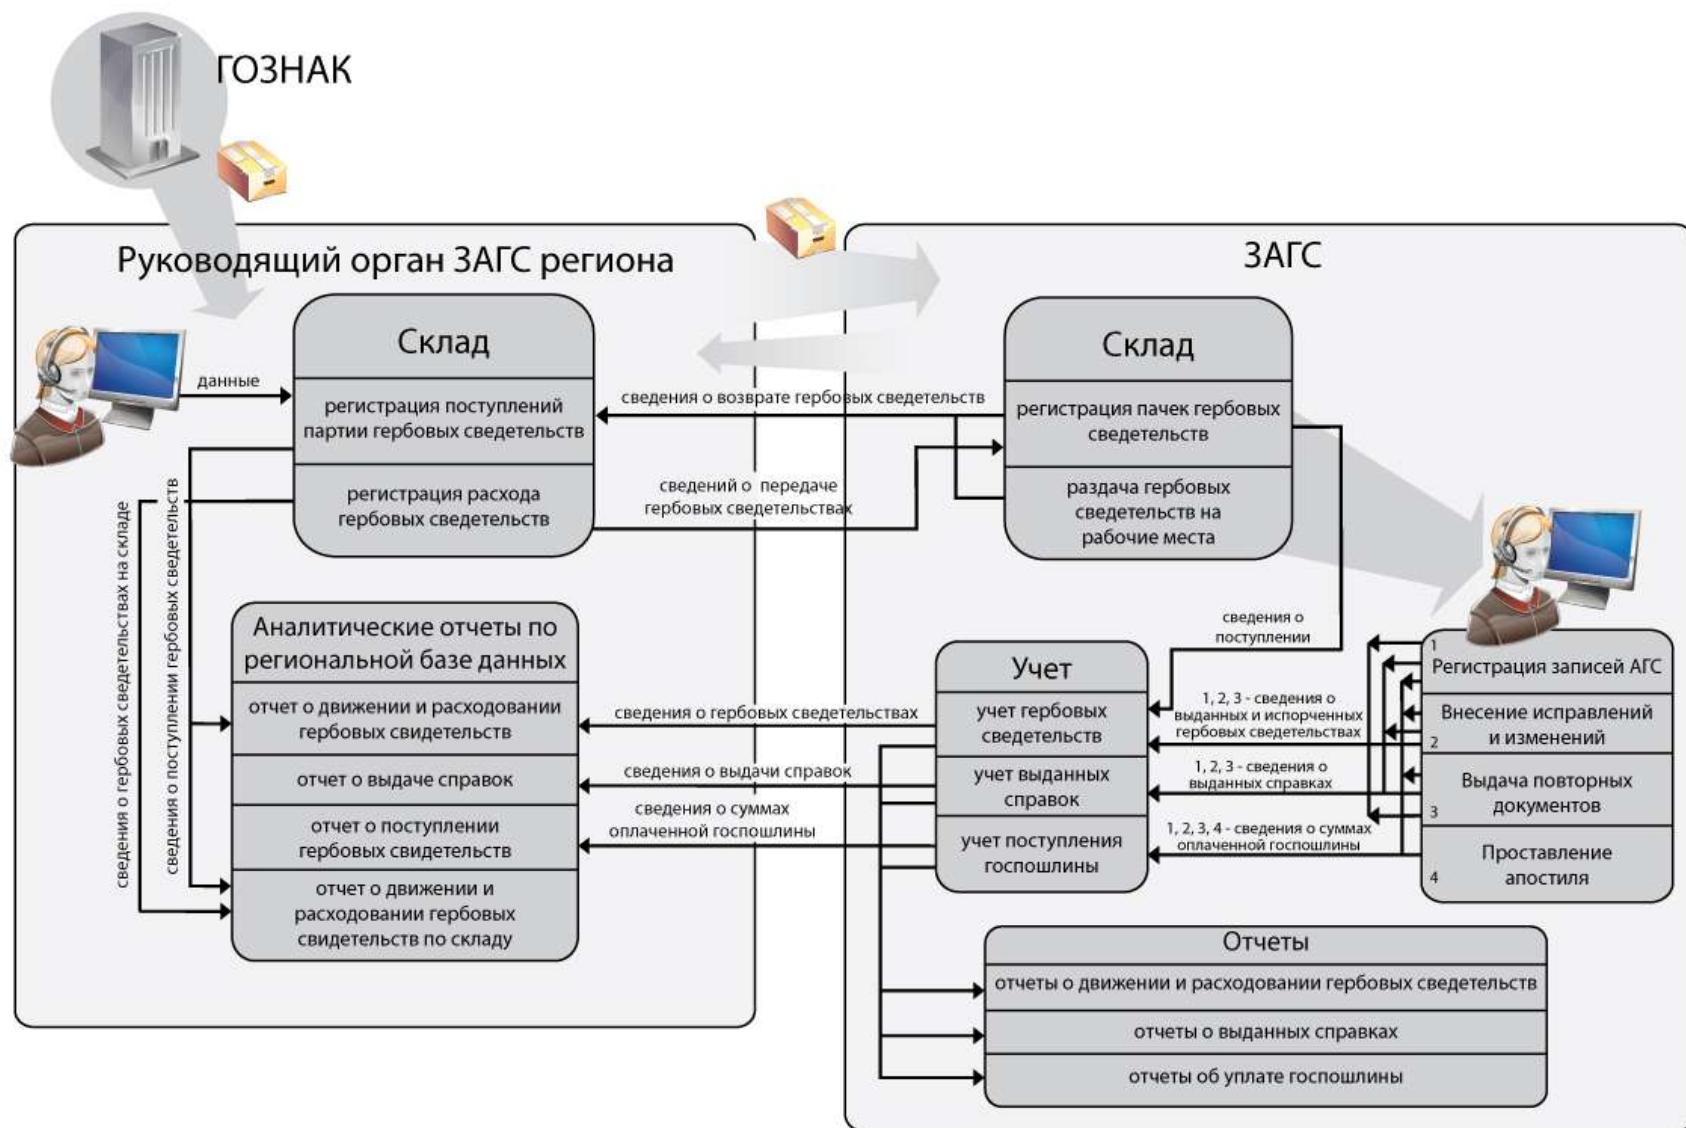 ГОЗНАК
Руководящий орган ЗАГС региона
Склад
данные
регистрация поступлений
партии гербовых сведетельств
регистрация расхода
гербовых сведетельств
сведения о гербовых сведетельствах на складе
сведения о поступлении гербовых сведетельств
Аналитические отчеты по
региональной базе данных
отчет о движении и расходовании
гербовых свидетельств
отчет о выдаче справок
отчет о поступлении
гербовых свидетельств
отчет о движении и
расходовании гербовых
свидетельств по складу
сведения о возврате гербовых сведетельств
сведений о передаче
гербовых сведетельствах
сведения о гербовых сведетельствах
сведения о выдачи справок
сведения о суммах
оплаченной госпошлины
ЗАГС
Склад
регистрация пачек гербовых
сведетельств
раздача гербовых
сведетельств на
рабочие места
сведения о
поступлении
Учет
учет гербовых
сведетельств
учет выданных
справок
учет поступления
госпошлины
1, 2, 3 - сведения о
выданных и испорченных
гербовых сведетельствах
1, 2, 3 - сведения о
выданных справках
1, 2, 3, 4 - сведения о суммах
оплаченной госпошлины
1
Регистрация записей АГС
Внесение исправлений
и изменений
2
Выдача повторных
документов
3
Проставление
апостиля
4
Отчеты
отчеты о движении и расходовании гербовых сведетельств
отчеты о выданных справках
отчеты об уплате госпошлины